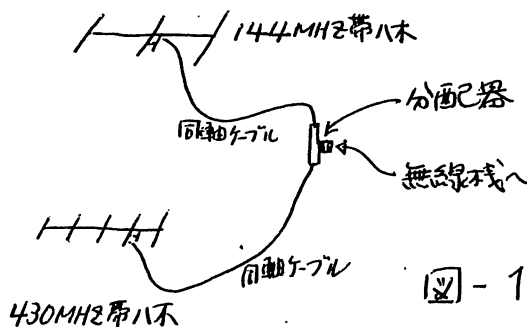 144MHz帯八木
分配器
同軸ケーブル
無線機へ
同軸ケーブル
430MHz帯八木
図-1